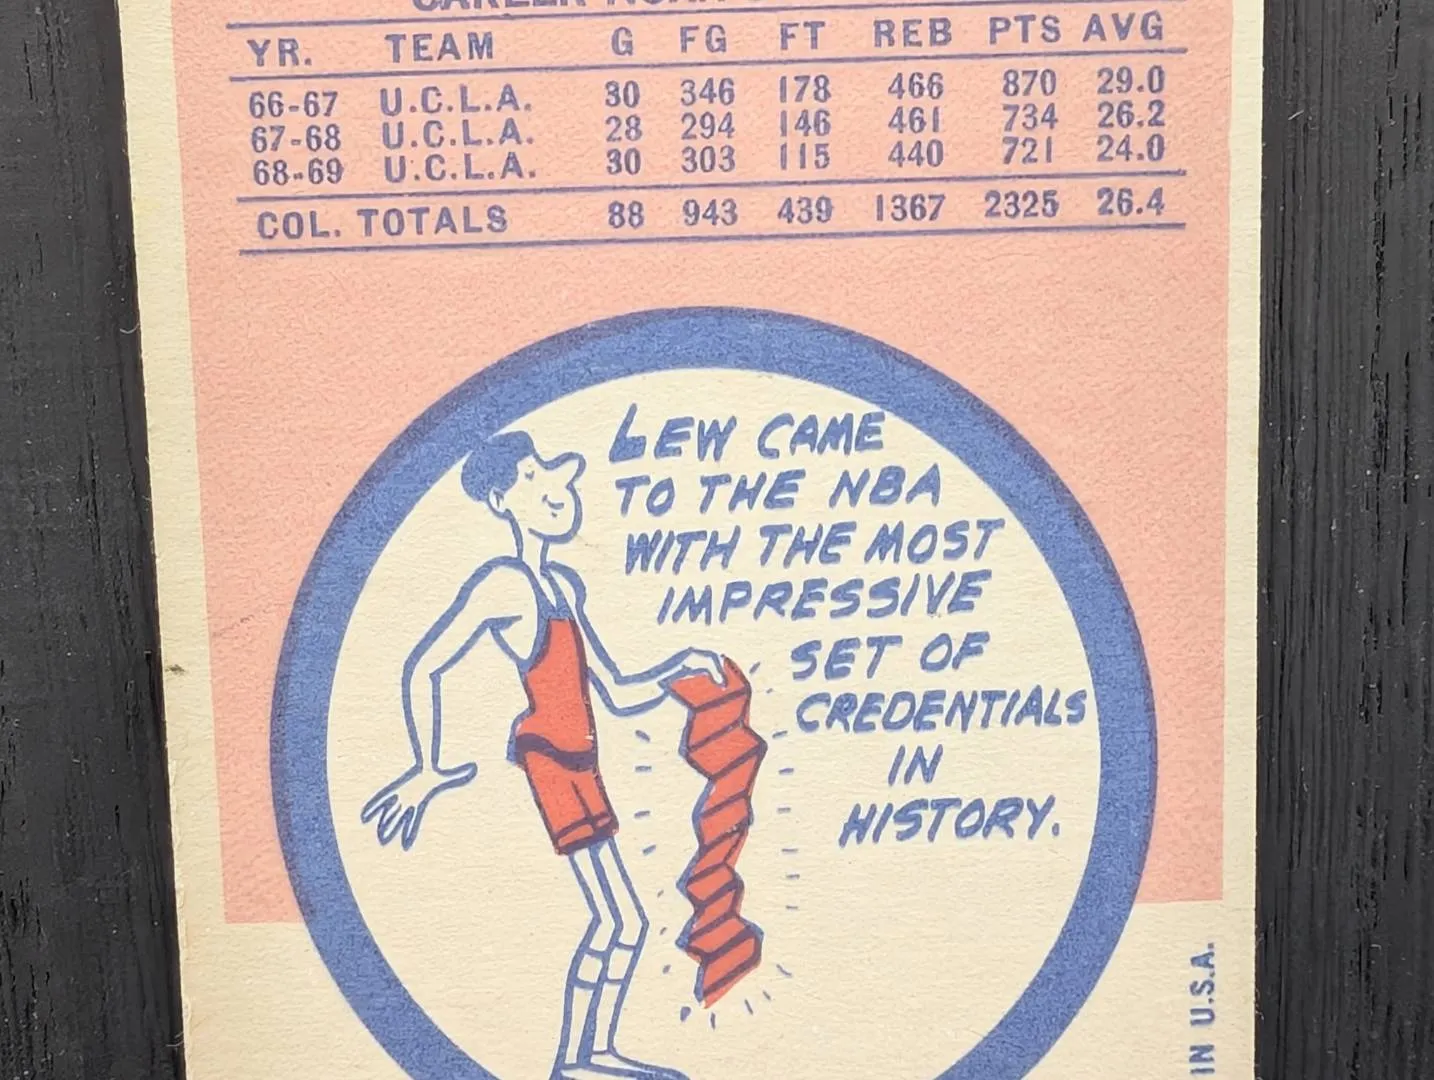 YR. TEAM G FG FT REB PTS AVG
66-67 U.C.L.A. 30 346 178 466 870 29.0
67-68 U.C.L.A. 28 294 146 461 734 26.2
68-69 U.C.L.A. 30 303 115 440 721 24.0
COL. TOTALS 88 943 439 1367 2325 26.4
LEW CAME
TO THE NBA
WITH THE MOST
IMPRESSIVE
SET OF
CREDENTIALS
IN
HISTORY.
IN U.S.A.